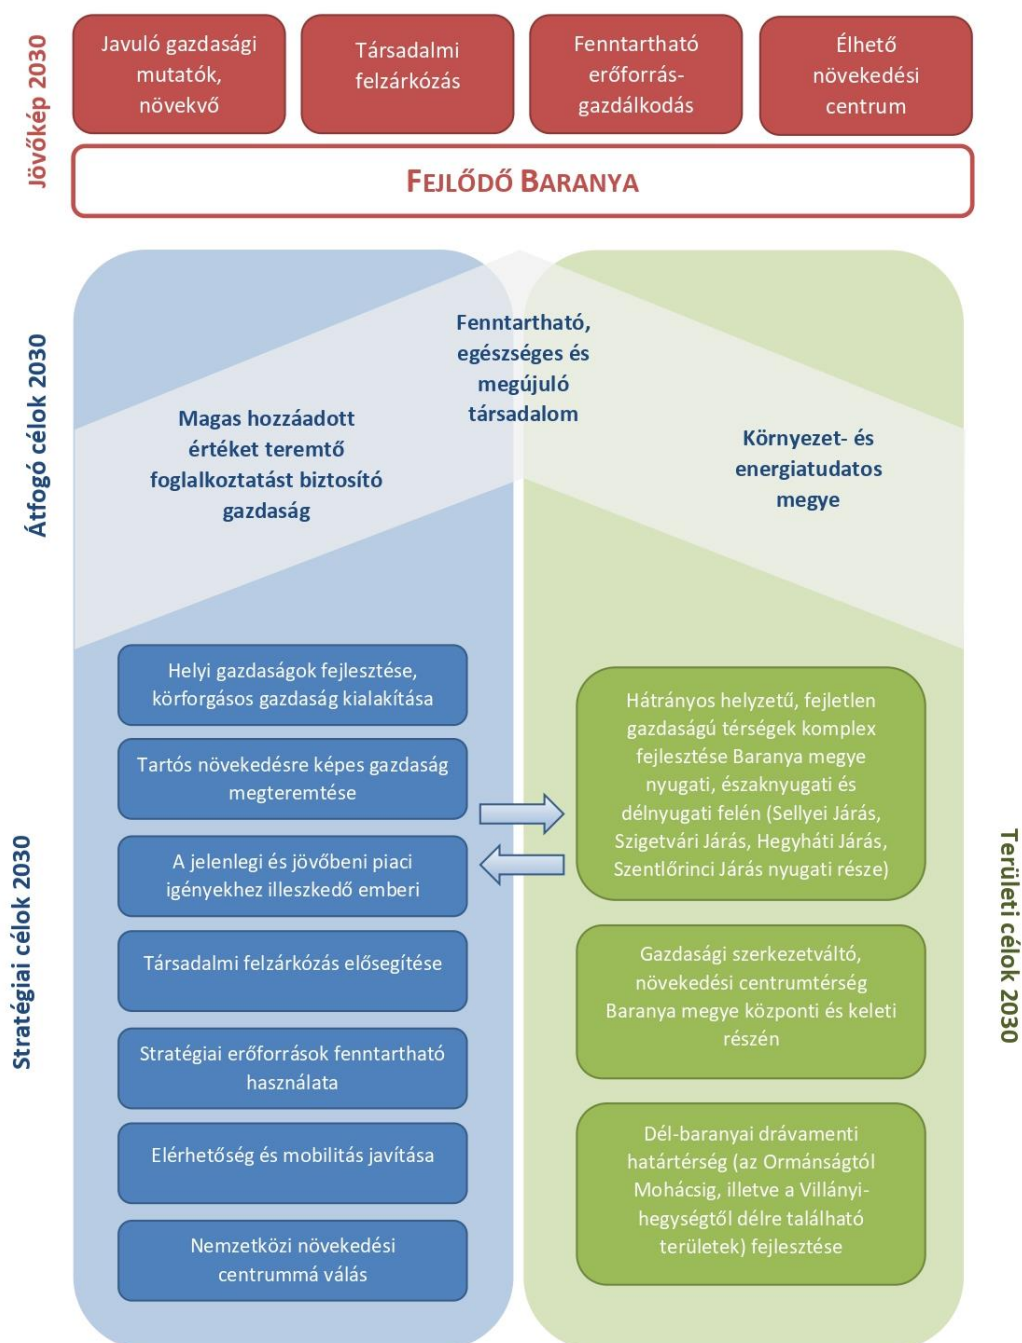 Jövőkép 2030
Javuló gazdasági
mutatók,
növekvő
Társadalmi
felzárkózás
Fenntartható
erőforrás-
gazdálkodás
Élhető
növekedési
centrum
FEJLŐDŐ BARANYA
Átfogó célok 2030
Magas hozzáadott
értéket teremtő
foglalkoztatást biztosító
gazdaság
Fenntartható,
egészséges és
megújuló
társadalom
Környezet- és
energiatudatos
megye
Stratégiai célok 2030
Helyi gazdaságok fejlesztése,
körforgásos gazdaság kialakítása
Tartós növekedésre képes gazdaság
megteremtése
A jelenlegi és jövőbeni piaci
igényekhez illeszkedő emberi
Társadalmi felzárkózás elősegítése
Stratégiai erőforrások fenntartható
használata
Elérhetőség és mobilitás javítása
Nemzetközi növekedési
centrummá válás
Területi célok 2030
Hátrányos helyzetű, fejletlen
gazdaságú térségek komplex
fejlesztése Baranya megye
nyugati, északnyugati és
délnyugati felén (Sellyei Járás,
Szigetvári Járás, Hegyháti Járás,
Szentlőrinci Járás nyugati része)
Gazdasági szerkezetváltó,
növekedési centrumtérség
Baranya megye központi és keleti
részén
Dél-baranyai drávamenti
határtérség (az Ormánságtól
Mohácsig, illetve a Villányi-
hegységtől délre található
területek) fejlesztése